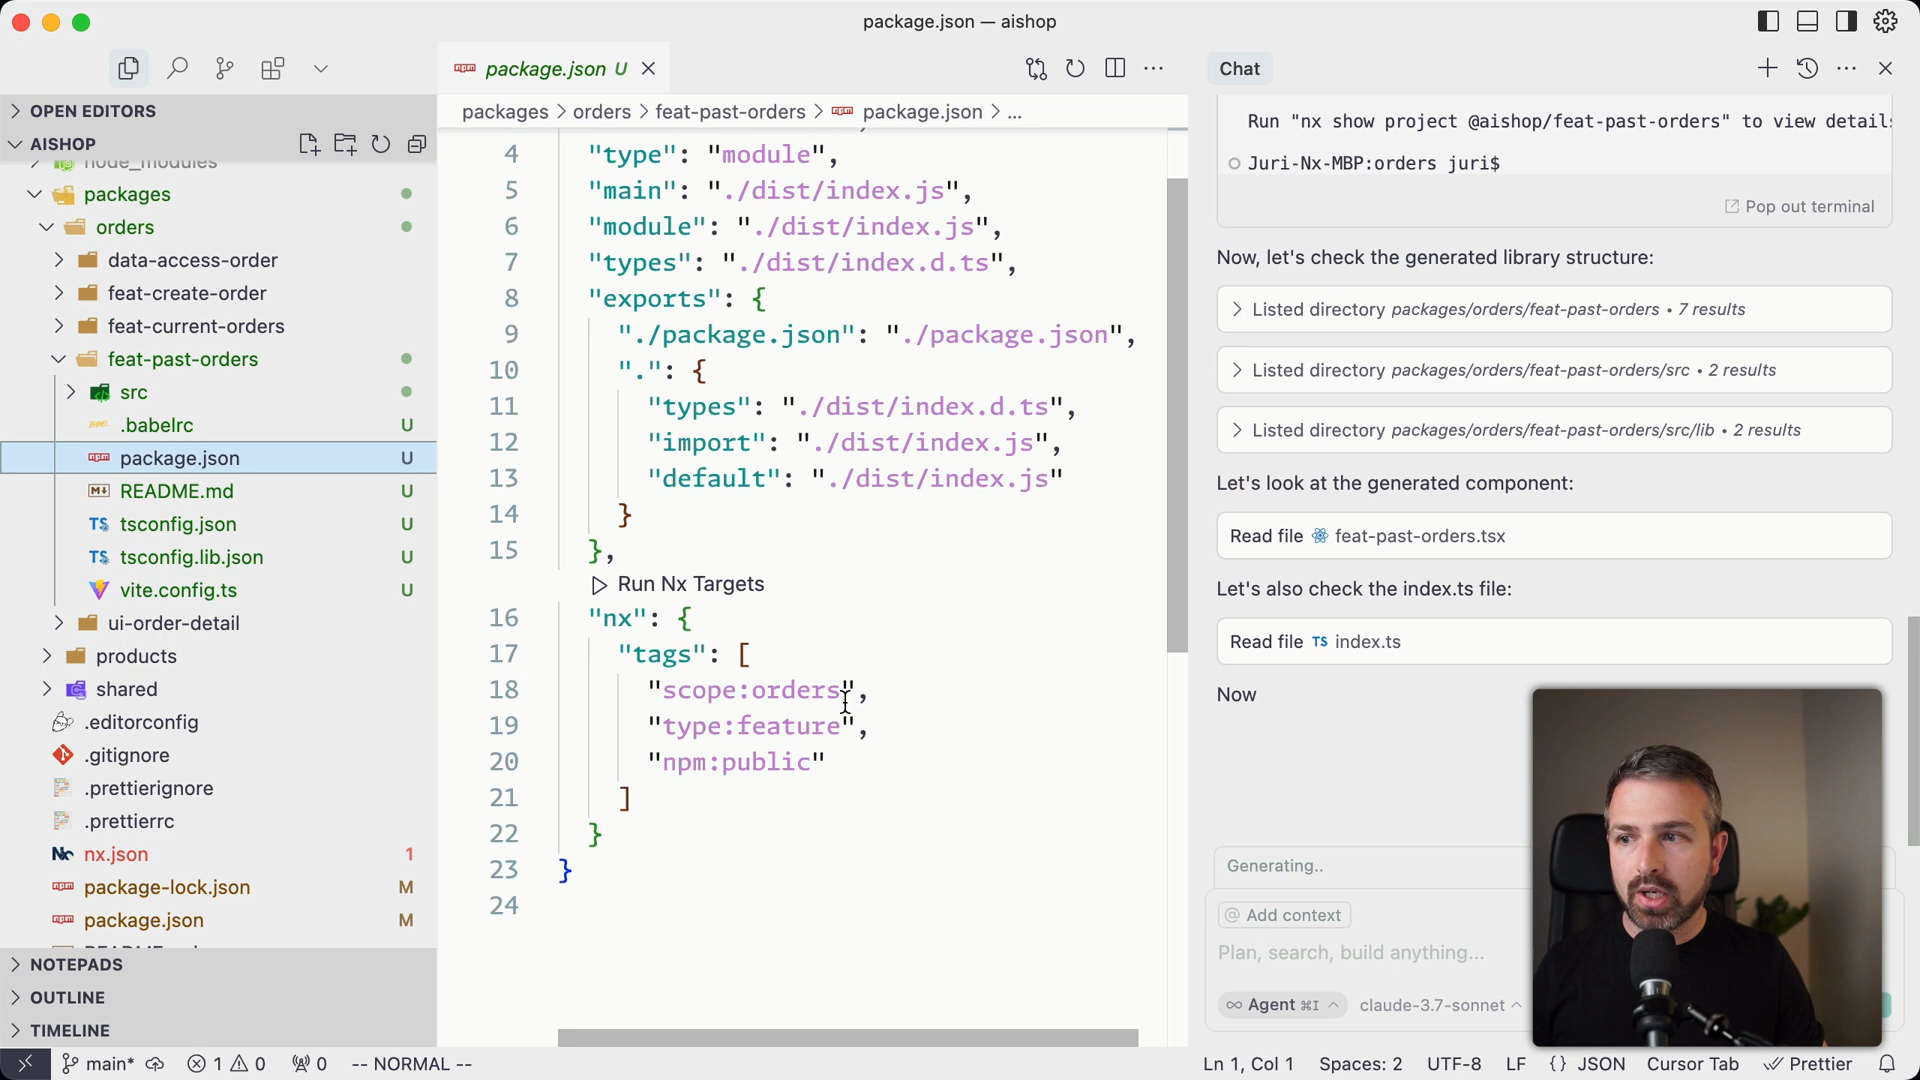 package.json — aishop
package.json U
Chat
OPEN EDITORS
packages > orders > feat-past-orders > package.json > ...
AISHOP
node_modules
packages
orders
data-access-order
feat-create-order
feat-current-orders
feat-past-orders
src
.babelrc U
package.json U
README.md U
TS tsconfig.json U
TS tsconfig.lib.json U
vite.config.ts U
ui-order-detail
products
shared
.editorconfig
.gitignore
.prettierignore
.prettierrc
nx.json 1
package-lock.json M
package.json M
NOTEPADS
OUTLINE
TIMELINE
4 "type": "module",
5 "main": "./dist/index.js",
6 "module": "./dist/index.js",
7 "types": "./dist/index.d.ts",
8 "exports": {
9 "./package.json": "./package.json",
10 ".": {
11 "types": "./dist/index.d.ts",
12 "import": "./dist/index.js",
13 "default": "./dist/index.js"
14 }
15 },
Run Nx Targets
16 "nx": {
17 "tags": [
18 "scope:orders",
19 "type:feature",
20 "npm:public"
21 ]
22 }
23 }
24
Run "nx show project @aishop/feat-past-orders" to view details
Juri-Nx-MBP:orders juri$
Pop out terminal
Now, let's check the generated library structure:
Listed directory packages/orders/feat-past-orders • 7 results
Listed directory packages/orders/feat-past-orders/src • 2 results
Listed directory packages/orders/feat-past-orders/src/lib • 2 results
Let's look at the generated component:
Read file feat-past-orders.tsx
Let's also check the index.ts file:
Read file TS index.ts
Now
Generating..
@ Add context
Plan, search, build anything...
∞ Agent ⌘I claude-3.7-sonnet
main* 1 0 0 -- NORMAL -- Ln 1, Col 1 Spaces: 2 UTF-8 LF {} JSON Cursor Tab Prettier